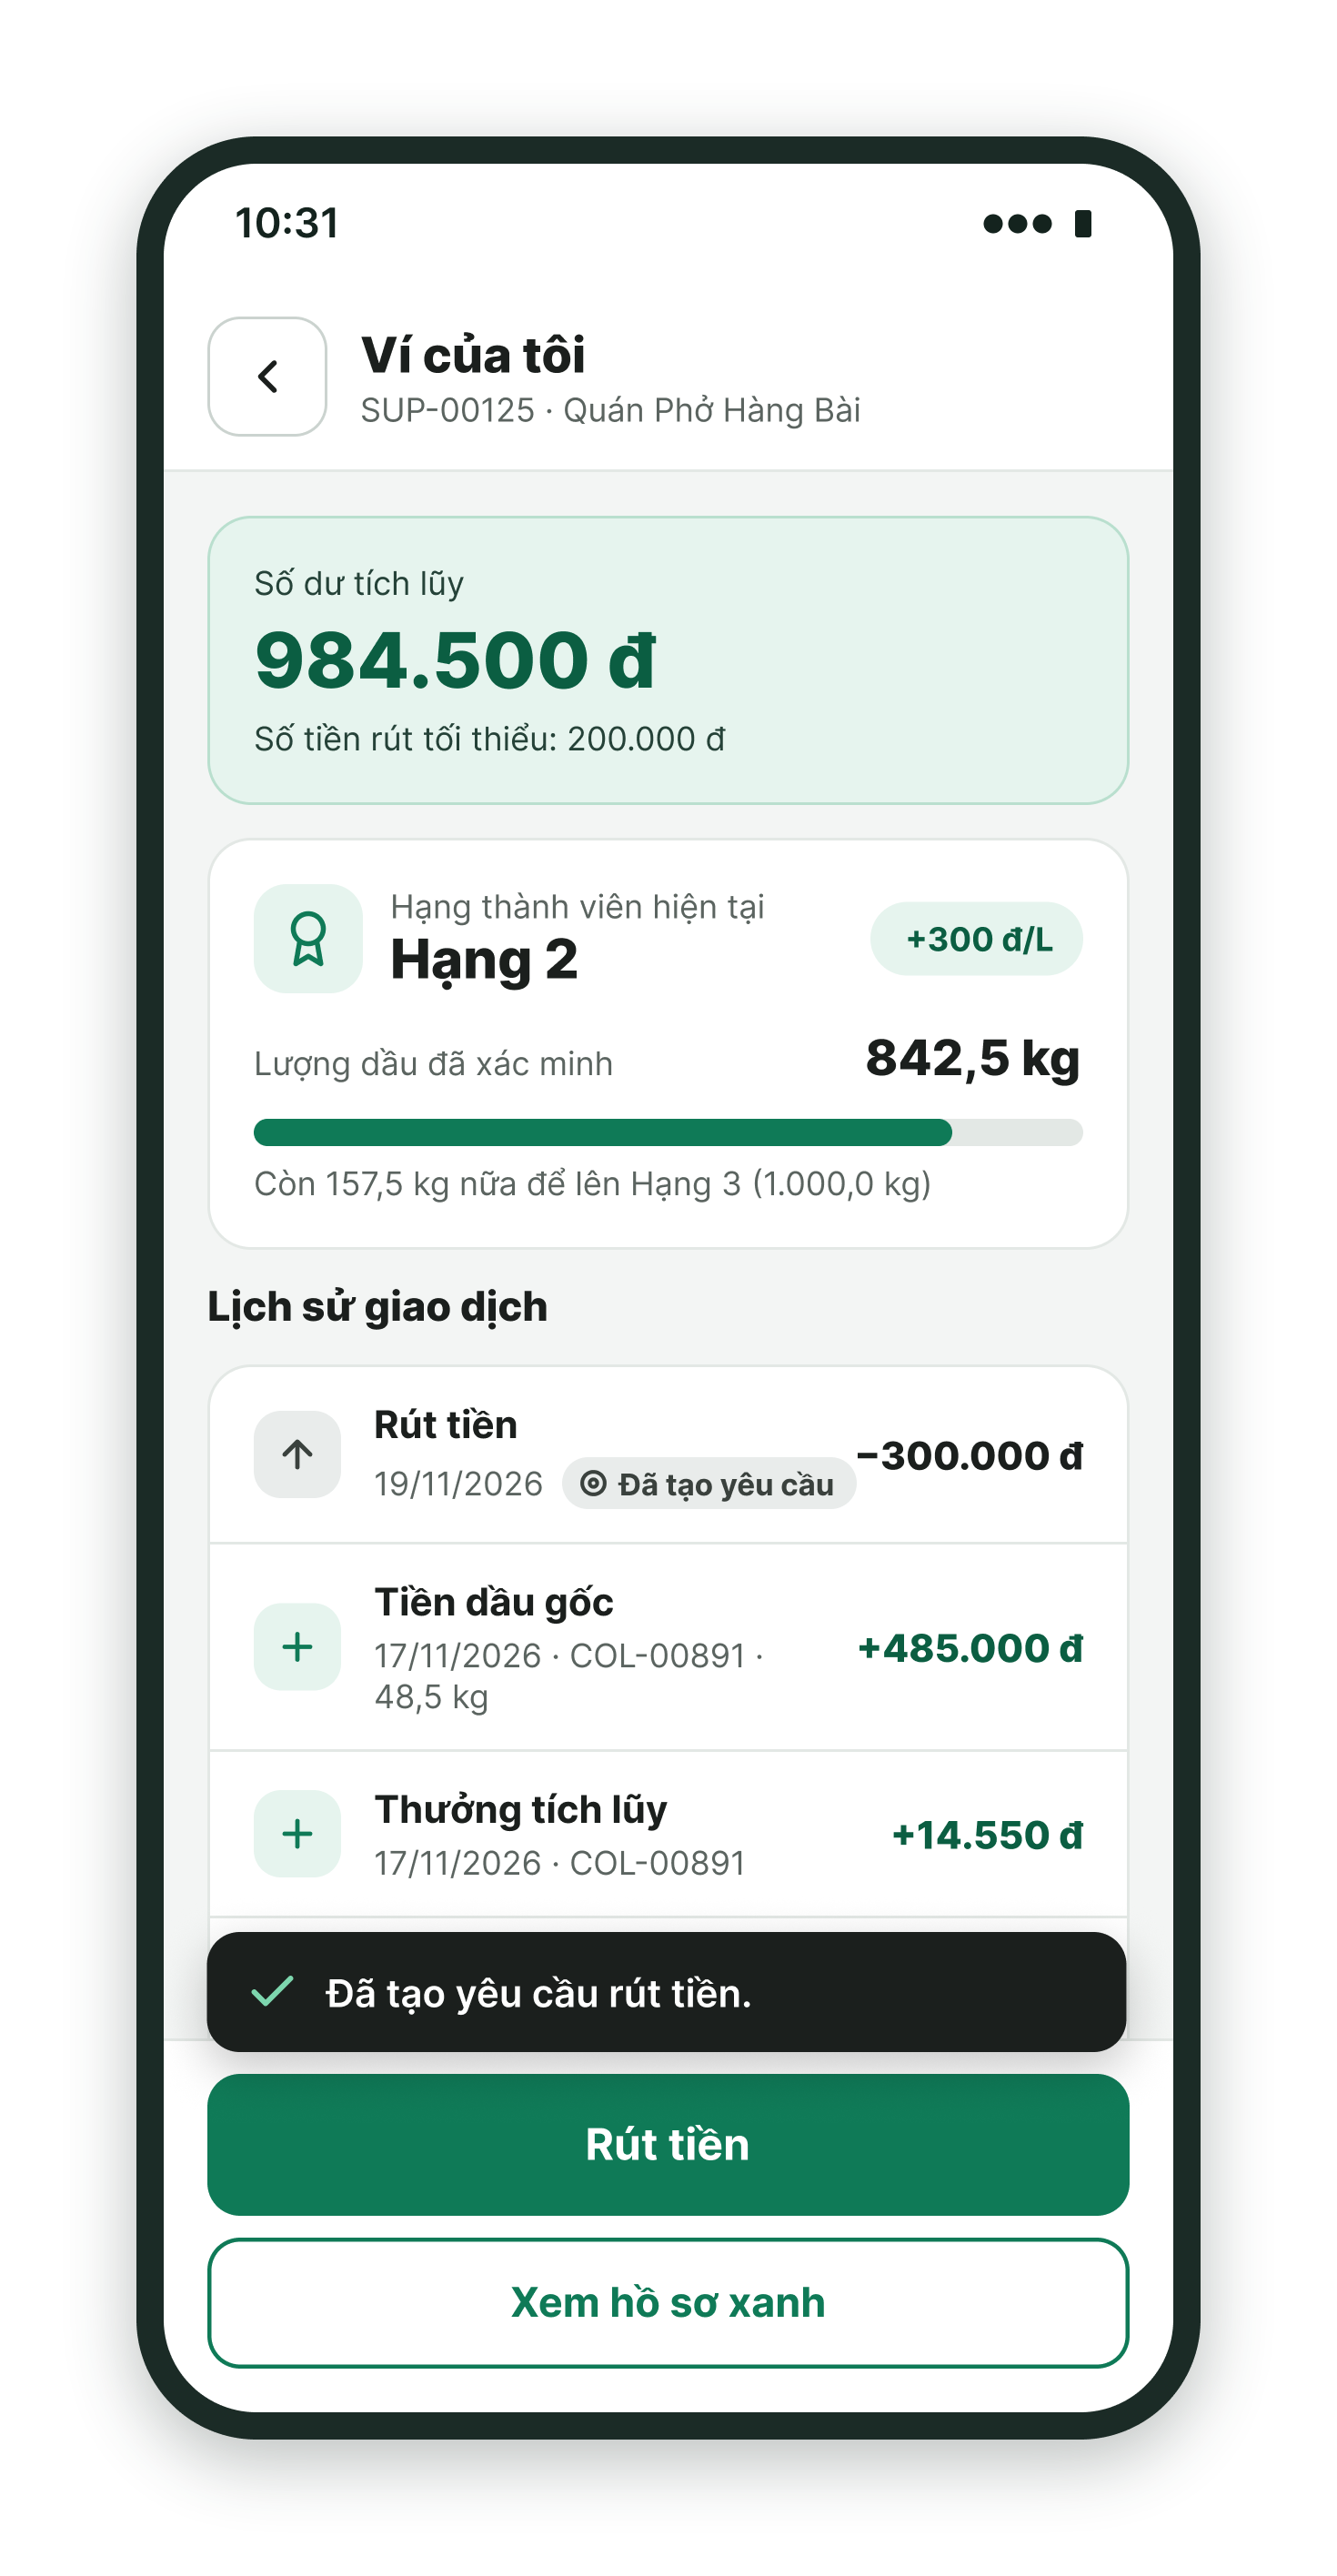 10:31
Ví của tôi
SUP-00125 · Quán Phở Hàng Bài
Số dư tích lũy
984.500 đ
Số tiền rút tối thiểu: 200.000 đ
Hạng thành viên hiện tại
Hạng 2
+300 đ/L
Lượng dầu đã xác minh
842,5 kg
Còn 157,5 kg nữa để lên Hạng 3 (1.000,0 kg)
Lịch sử giao dịch
Rút tiền
19/11/2026
Đã tạo yêu cầu
−300.000 đ
Tiền dầu gốc
17/11/2026 · COL-00891 ·
48,5 kg
+485.000 đ
Thưởng tích lũy
17/11/2026 · COL-00891
+14.550 đ
Đã tạo yêu cầu rút tiền.
Rút tiền
Xem hồ sơ xanh